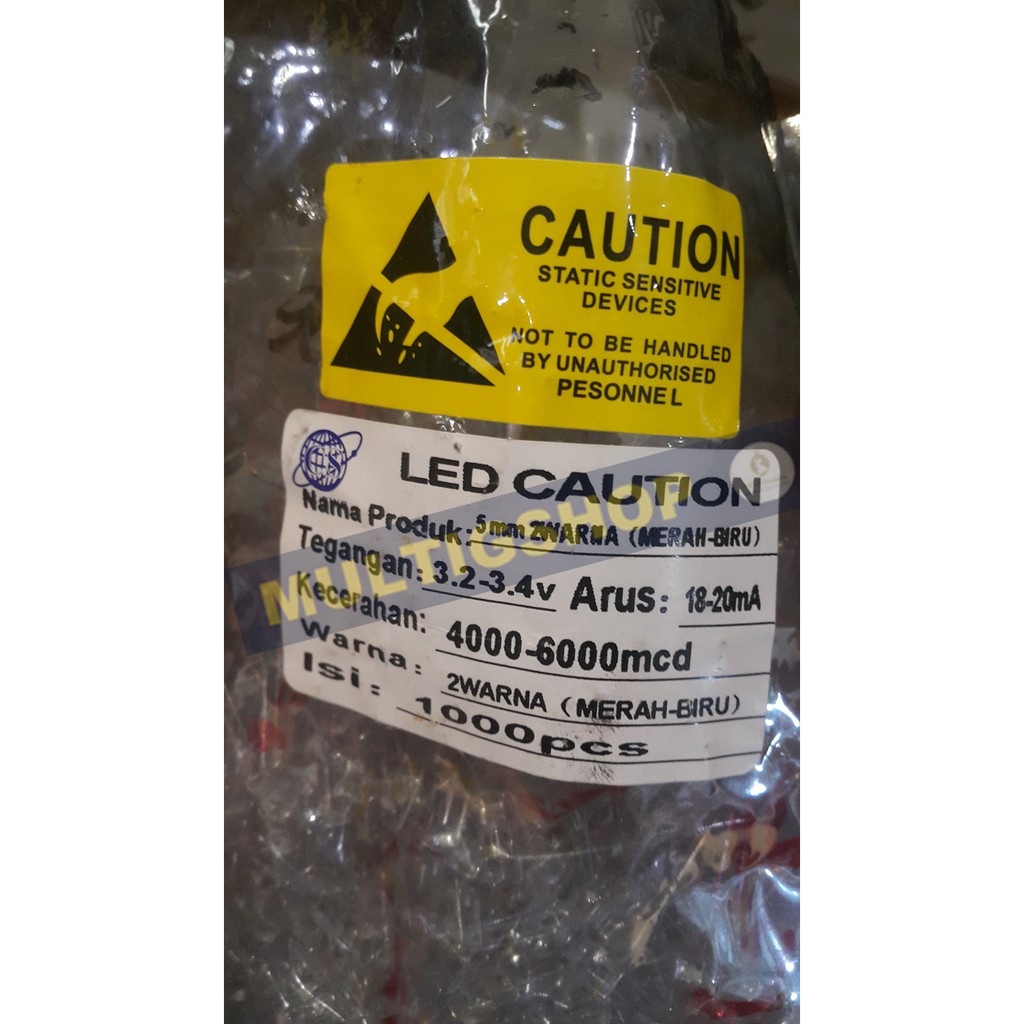 CAUTION
STATIC SENSITIVE
DEVICES
NOT TO BE HANDLED
BY UNAUTHORISED
PESONNEL
LED CAUTION
Nama Produk: 5mm 2WARNA (MERAH-BIRU)
Tegangan: 3.2-3.4v Arus: 18-20mA
Kecerahan: 4000-6000mcd
Warna: 2WARNA (MERAH-BIRU)
Isi: 1000pcs
MULTIGSHOP